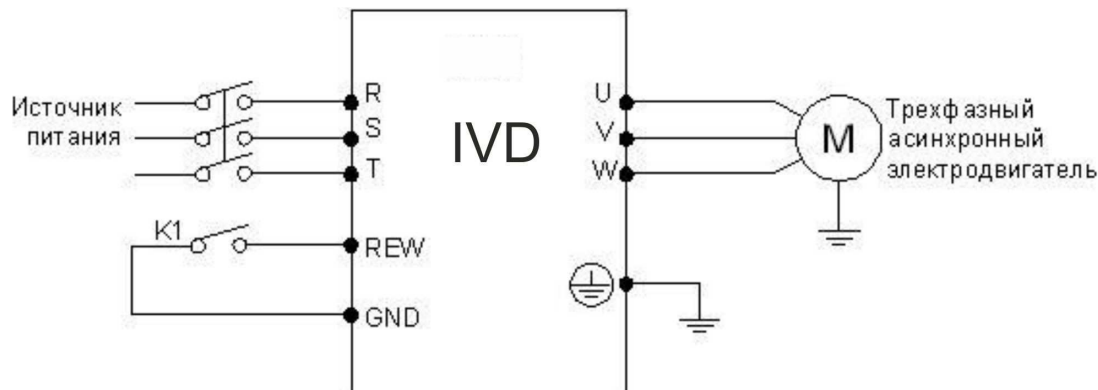 Источник
питания
R
S
T
IVD
U
V
W
M
Трехфазный
асинхронный
электродвигатель
K1
REW
GND